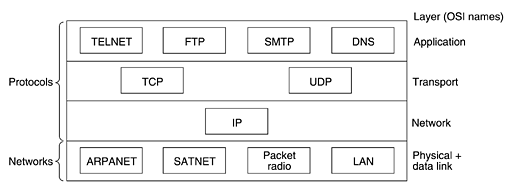 Layer (OSI names)
TELNET FTP SMTP DNS Application
Protocols TCP UDP Transport
IP Network
Networks ARPANET SATNET Packet radio LAN Physical + data link